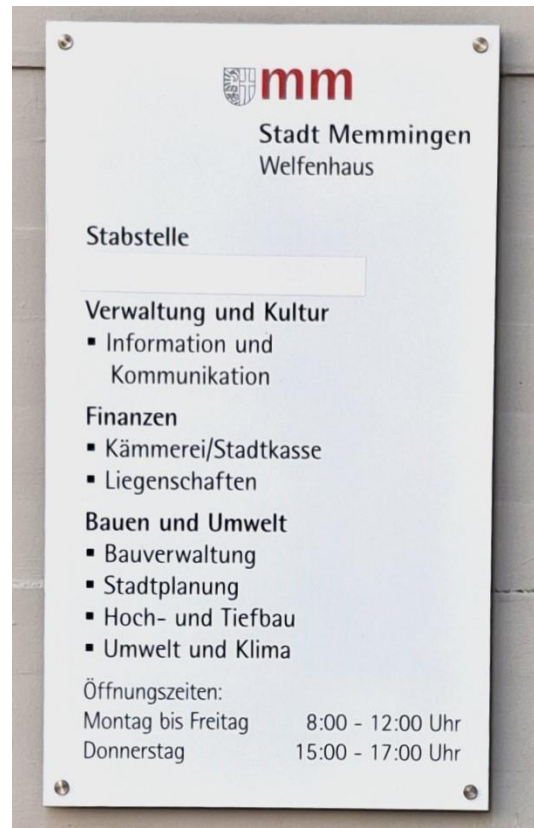 mm
Stadt Memmingen
Welfenhaus
Stabstelle
Verwaltung und Kultur
▪ Information und
Kommunikation
Finanzen
▪ Kämmerei/Stadtkasse
▪ Liegenschaften
Bauen und Umwelt
▪ Bauverwaltung
▪ Stadtplanung
▪ Hoch- und Tiefbau
▪ Umwelt und Klima
Öffnungszeiten:
Montag bis Freitag 8:00 - 12:00 Uhr
Donnerstag 15:00 - 17:00 Uhr